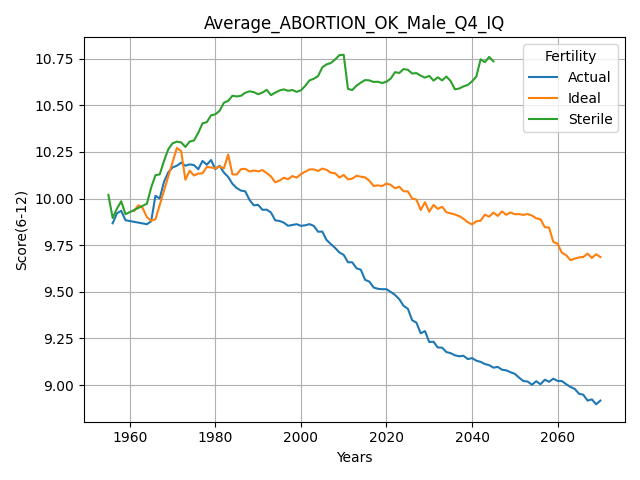 Average_ABORTION_OK_Male_Q4_IQ
Score(6-12)
10.75
10.50
10.25
10.00
9.75
9.50
9.25
9.00
Fertility
Actual
Ideal
Sterile
1960 1980 2000 2020 2040 2060
Years